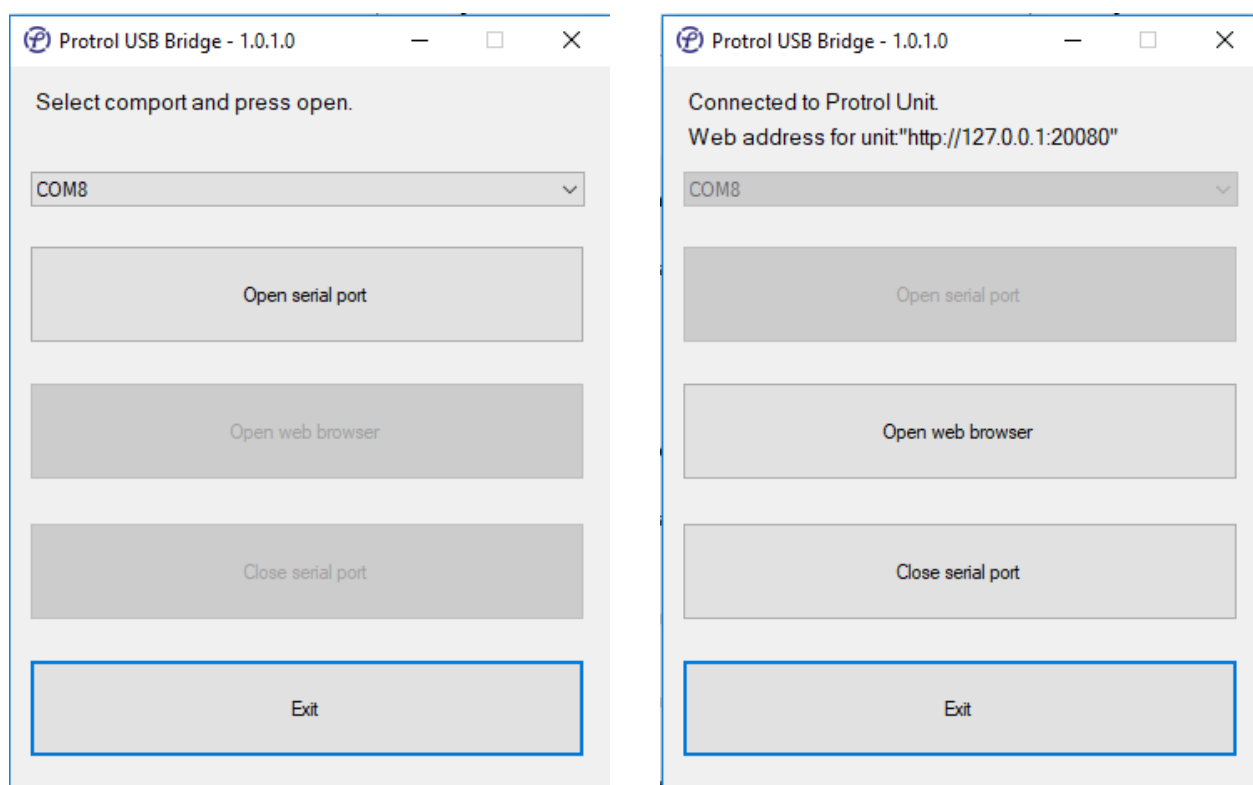 Protrol USB Bridge - 1.0.1.0
Select comport and press open.
COM8
Open serial port
Open web browser
Close serial port
Exit
Protrol USB Bridge - 1.0.1.0
Connected to Protrol Unit.
Web address for unit:"http://127.0.0.1:20080"
COM8
Open serial port
Open web browser
Close serial port
Exit